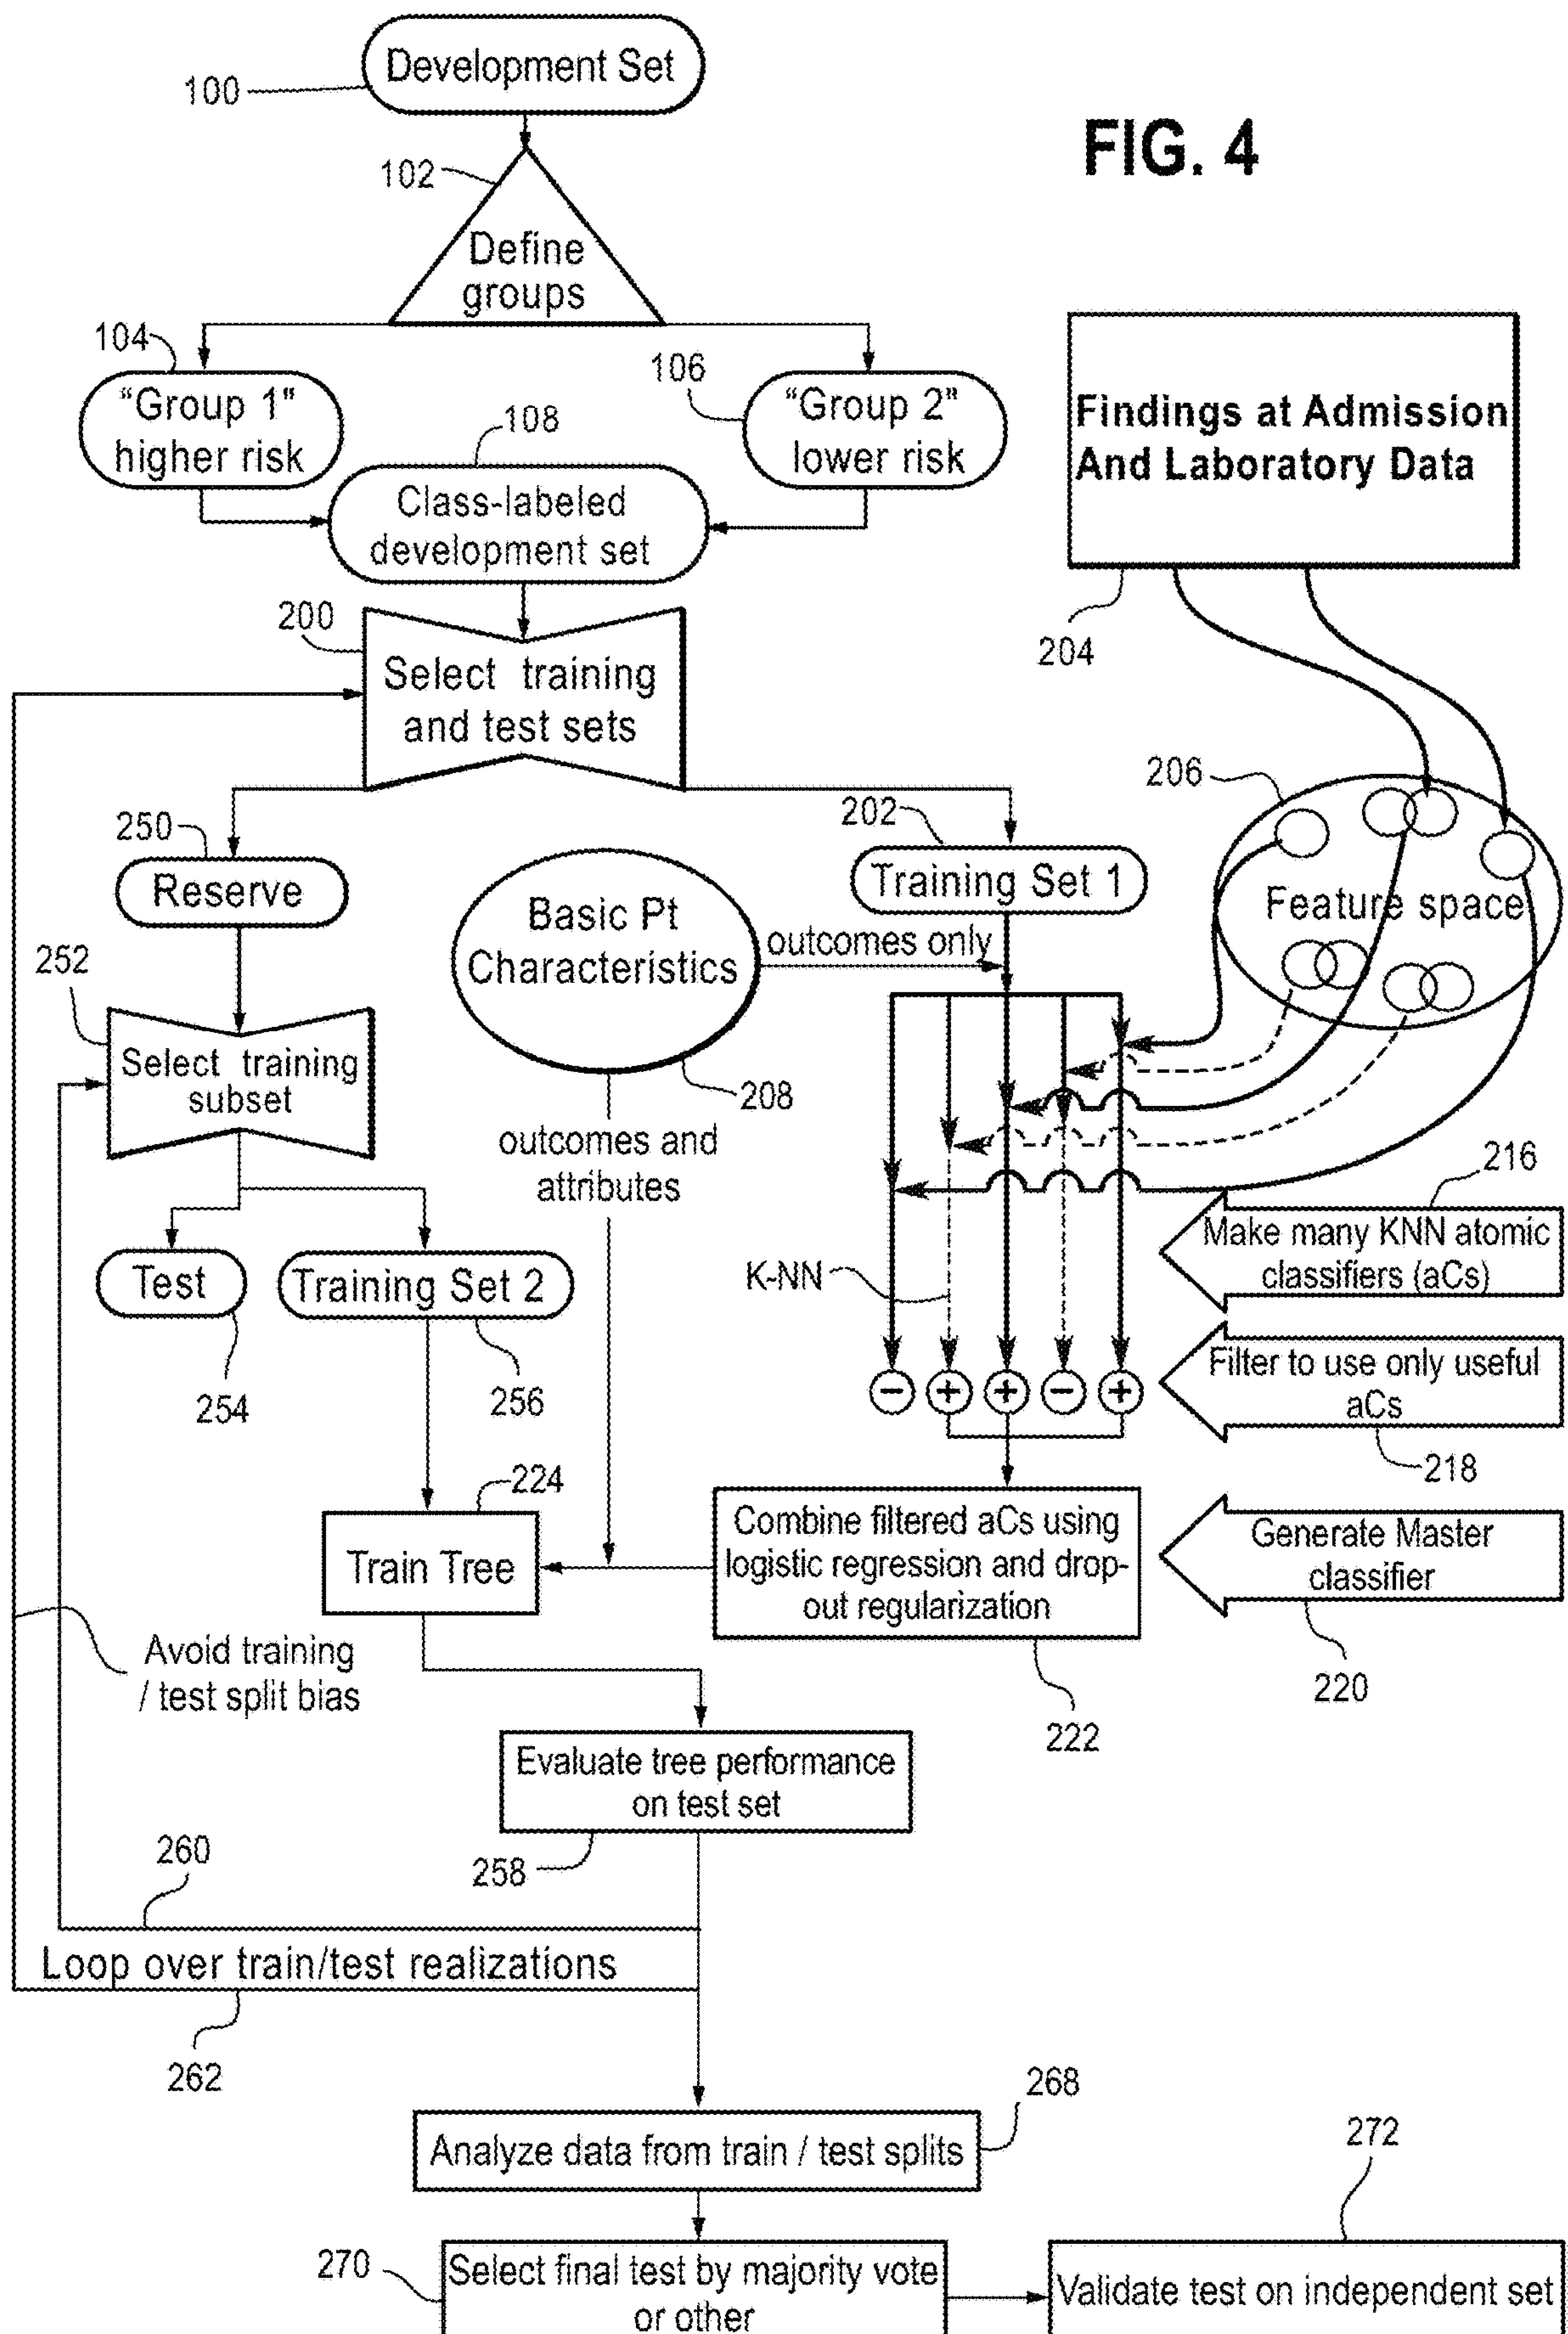 Development Set
100
FIG. 4
102
Define
groups
104
"Group 1"
higher risk
106
"Group 2"
lower risk
108
Class-labeled
development set
Findings at Admission
And Laboratory Data
204
200
Select training
and test sets
206
Feature space
250
Reserve
202
Training Set 1
Basic Pt
Characteristics
208
outcomes only
252
Select training
subset
outcomes and
attributes
216
Make many KNN atomic
classifiers (aCs)
K-NN
Test
254
Training Set 2
256
− + + − +
Filter to use only useful
aCs
218
224
Train Tree
Combine filtered aCs using
logistic regression and drop-
out regularization
222
Generate Master
classifier
220
Avoid training
/ test split bias
Evaluate tree performance
on test set
258
260
Loop over train/test realizations
262
268
Analyze data from train / test splits
272
270
Select final test by majority vote
or other
Validate test on independent set